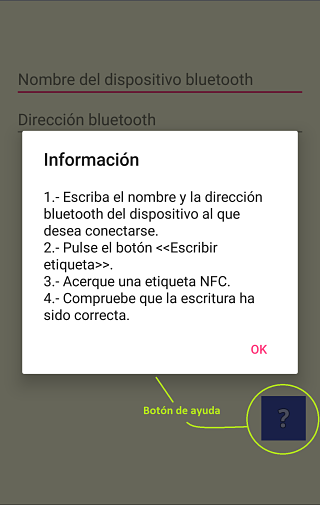 Nombre del dispositivo bluetooth
Dirección bluetooth
Información
1.- Escriba el nombre y la dirección
bluetooth del dispositivo al que
desea conectarse.
2.- Pulse el botón <<Escribir
etiqueta>>.
3.- Acerque una etiqueta NFC.
4.- Compruebe que la escritura ha
sido correcta.
OK
Botón de ayuda
?